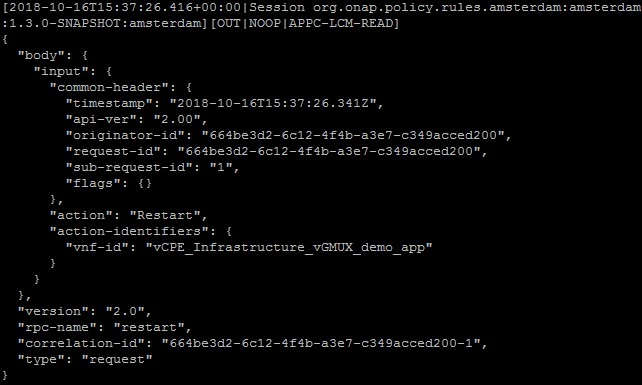 [2018-10-16T15:37:26.416+00:00|Session org.onap.policy.rules.amsterdam:amsterdam
:1.3.0-SNAPSHOT:amsterdam][OUT|NOOP|APPC-LCM-READ]
{
  "body": {
    "input": {
      "common-header": {
        "timestamp": "2018-10-16T15:37:26.341Z",
        "api-ver": "2.00",
        "originator-id": "664be3d2-6c12-4f4b-a3e7-c349acced200",
        "request-id": "664be3d2-6c12-4f4b-a3e7-c349acced200",
        "sub-request-id": "1",
        "flags": {}
      },
      "action": "Restart",
      "action-identifiers": {
        "vnf-id": "vCPE_Infrastructure_vGMUX_demo_app"
      }
    }
  },
  "version": "2.0",
  "rpc-name": "restart",
  "correlation-id": "664be3d2-6c12-4f4b-a3e7-c349acced200-1",
  "type": "request"
}